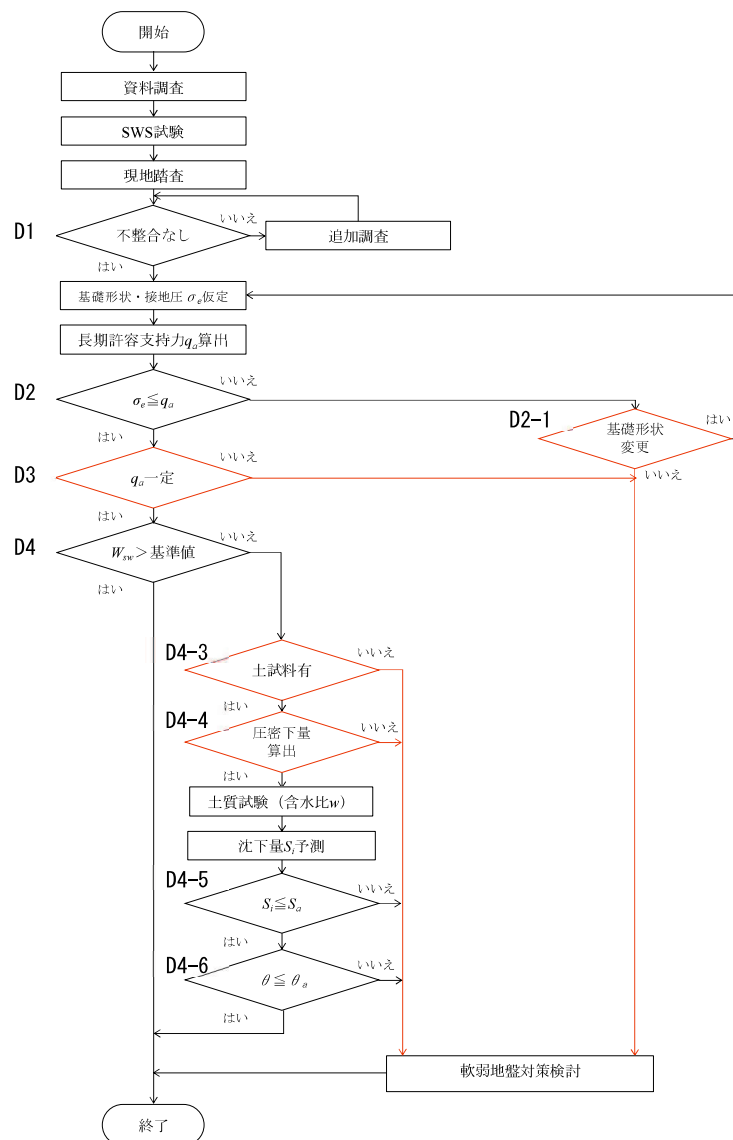 開始
資料調査
SWS試験
現地踏査
D1
不整合なし
いいえ
追加調査
はい
基礎形状・接地圧 σe仮定
長期許容支持力qa算出
D2
σe≦qa
いいえ
はい
D2-1
基礎形状
変更
はい
いいえ
D3
qa一定
いいえ
はい
D4
Wsw＞基準値
いいえ
はい
D4-3
土試料有
いいえ
はい
D4-4
圧密下量
算出
いいえ
はい
土質試験（含水比w）
沈下量Si予測
D4-5
Si≦Sa
いいえ
はい
D4-6
θ≦θa
いいえ
はい
軟弱地盤対策検討
終了